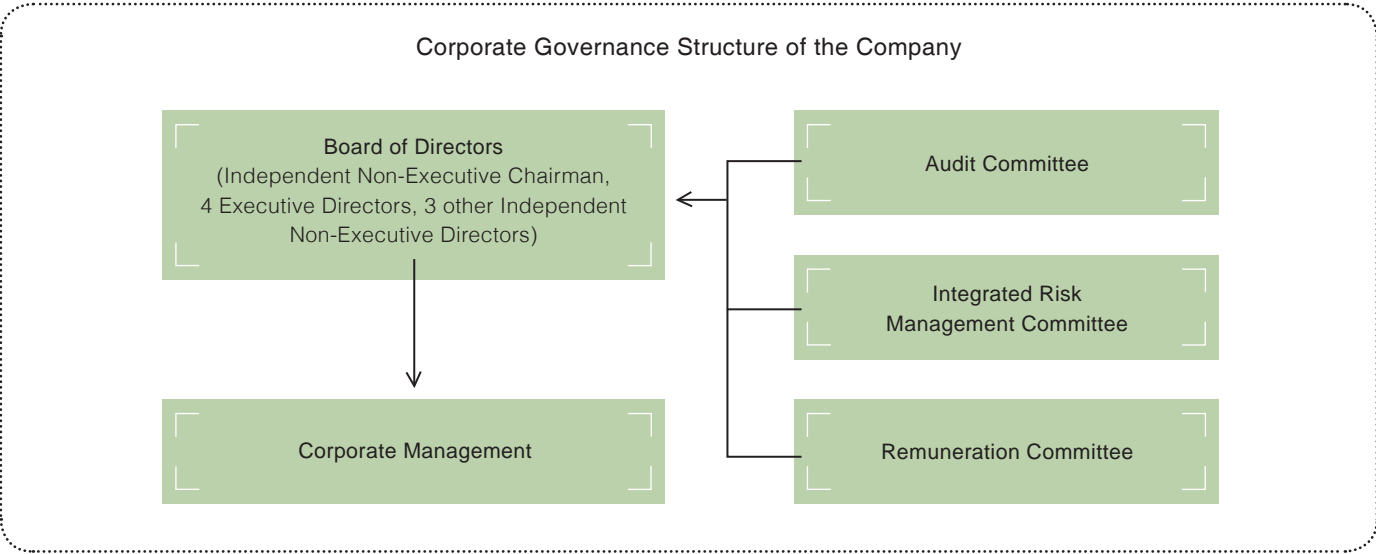 Corporate Governance Structure of the Company
Board of Directors
(Independent Non-Executive Chairman,
4 Executive Directors, 3 other Independent
Non-Executive Directors)
Corporate Management
Audit Committee
Integrated Risk
Management Committee
Remuneration Committee